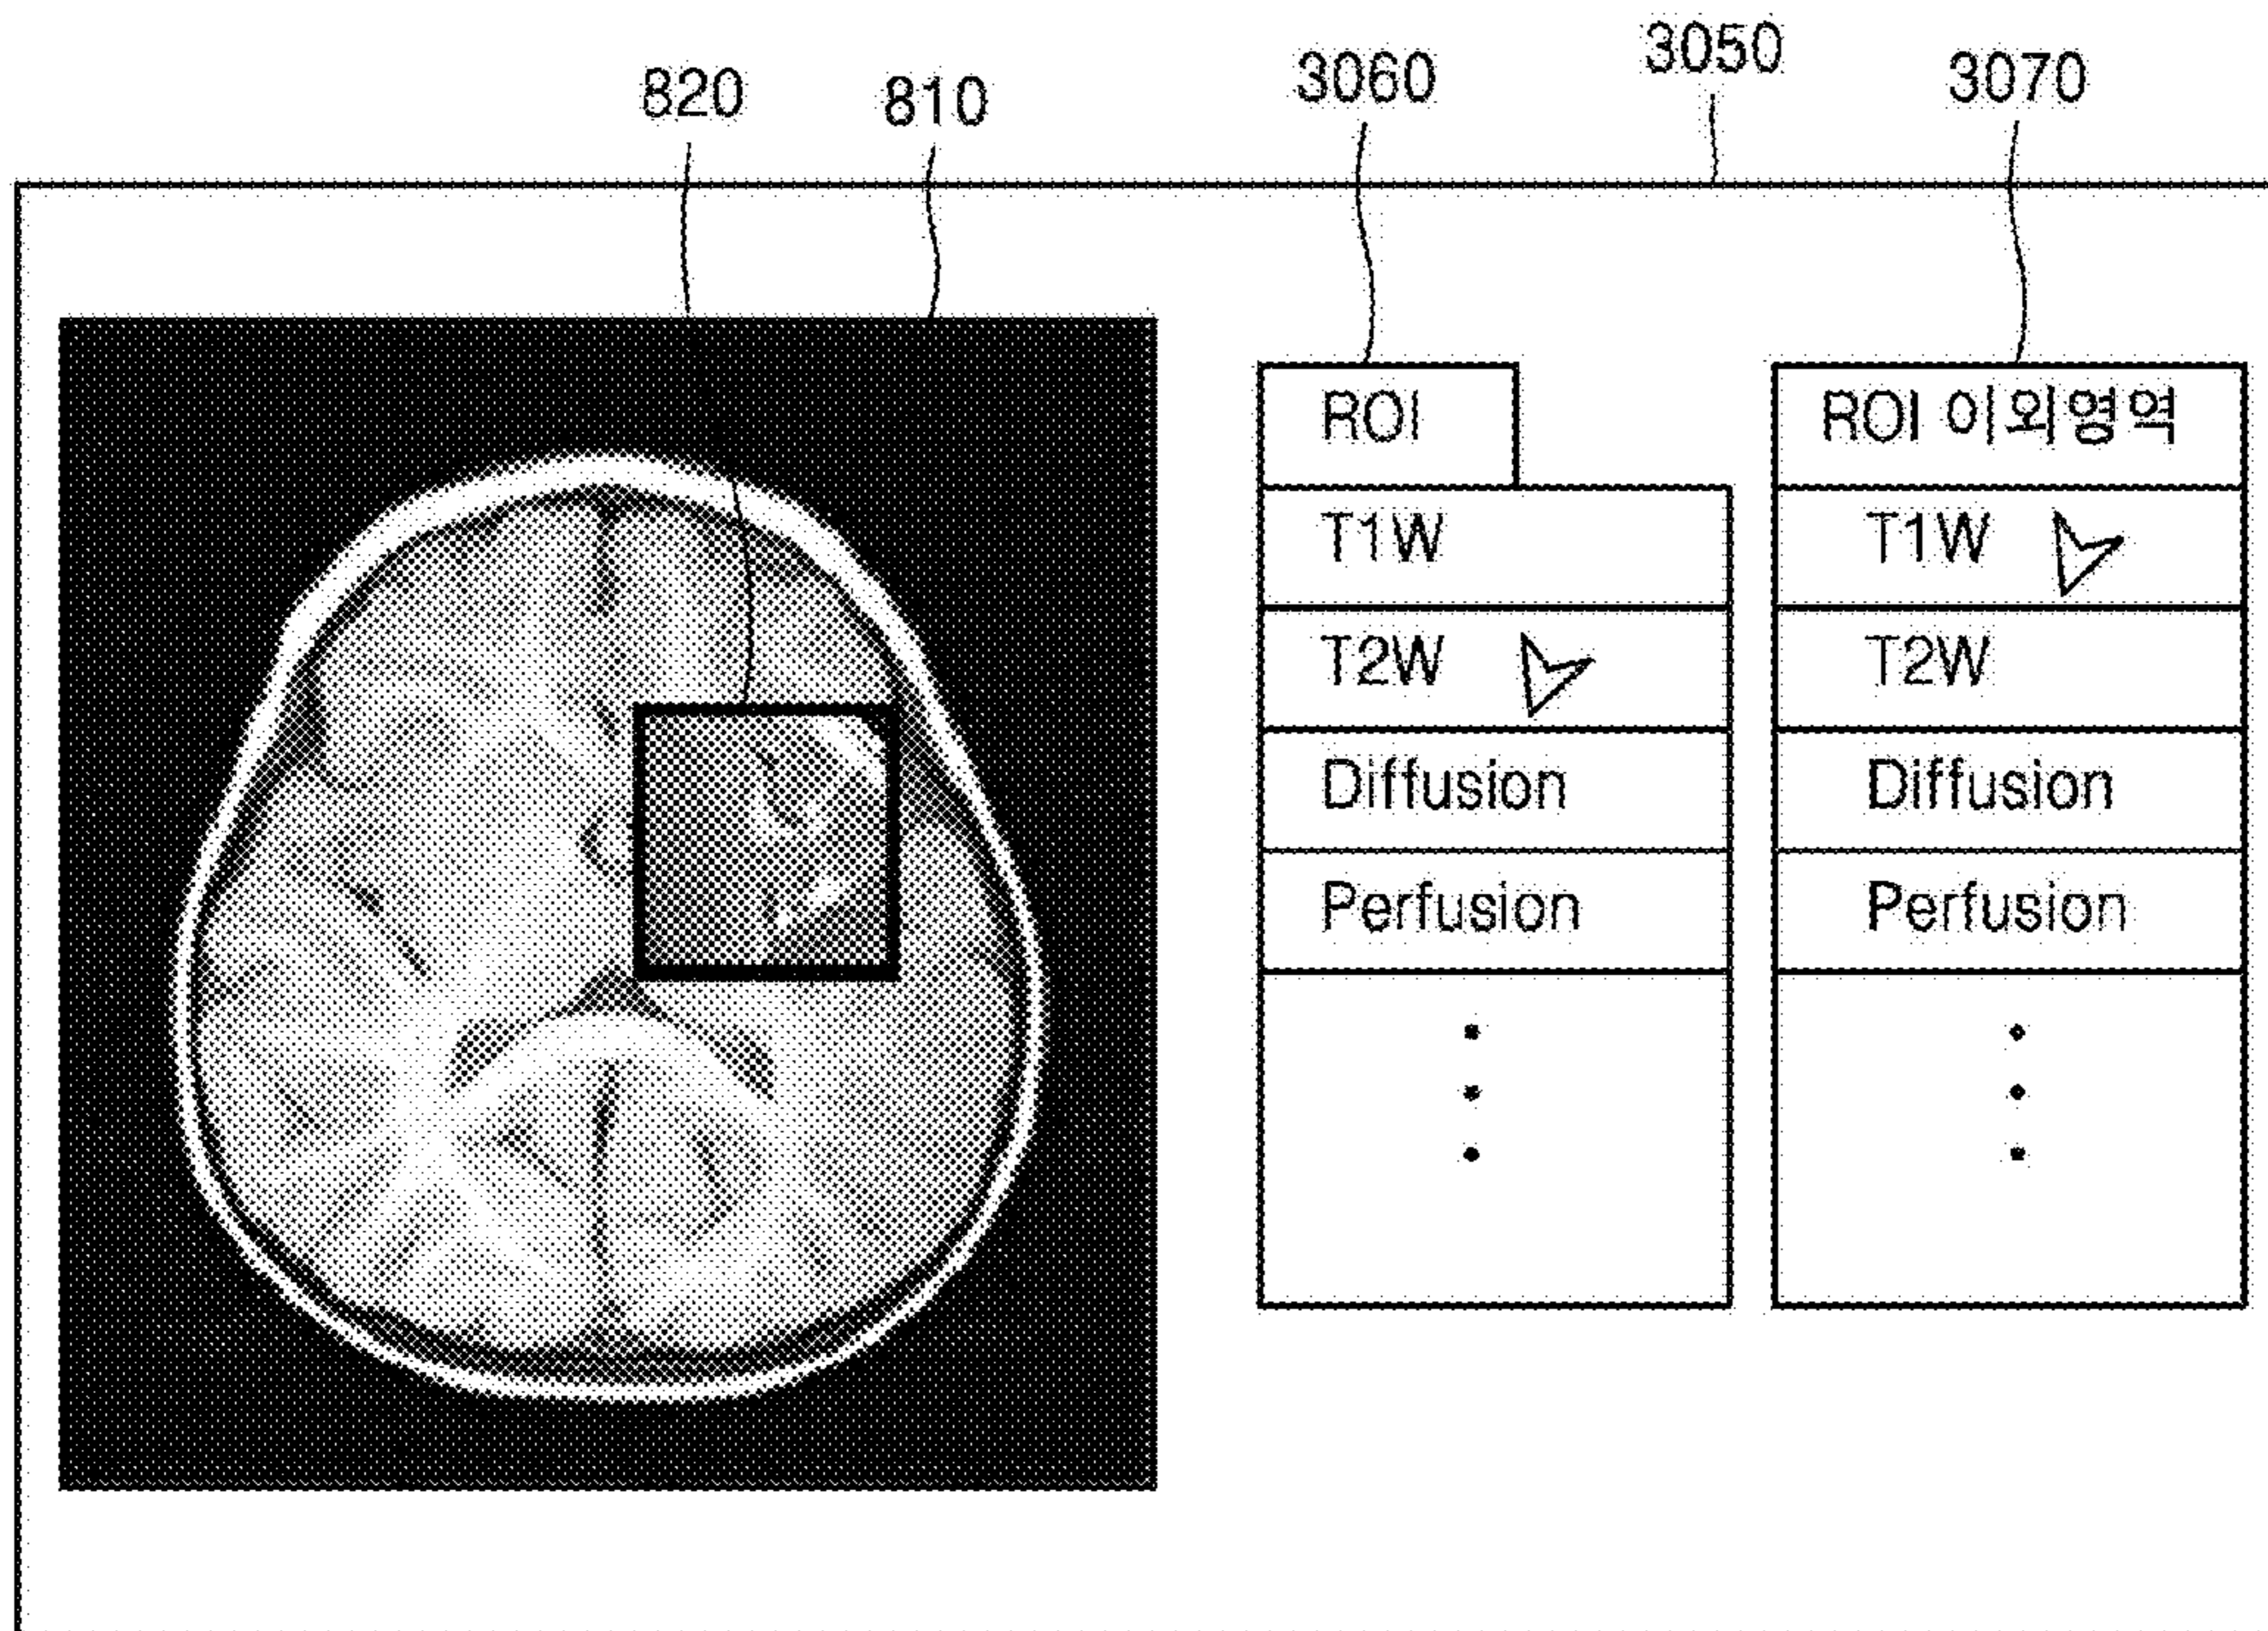 820 810 3060 3050 3070
ROI
T1W
T2W
Diffusion
Perfusion
ROI 이외영역
T1W
T2W
Diffusion
Perfusion